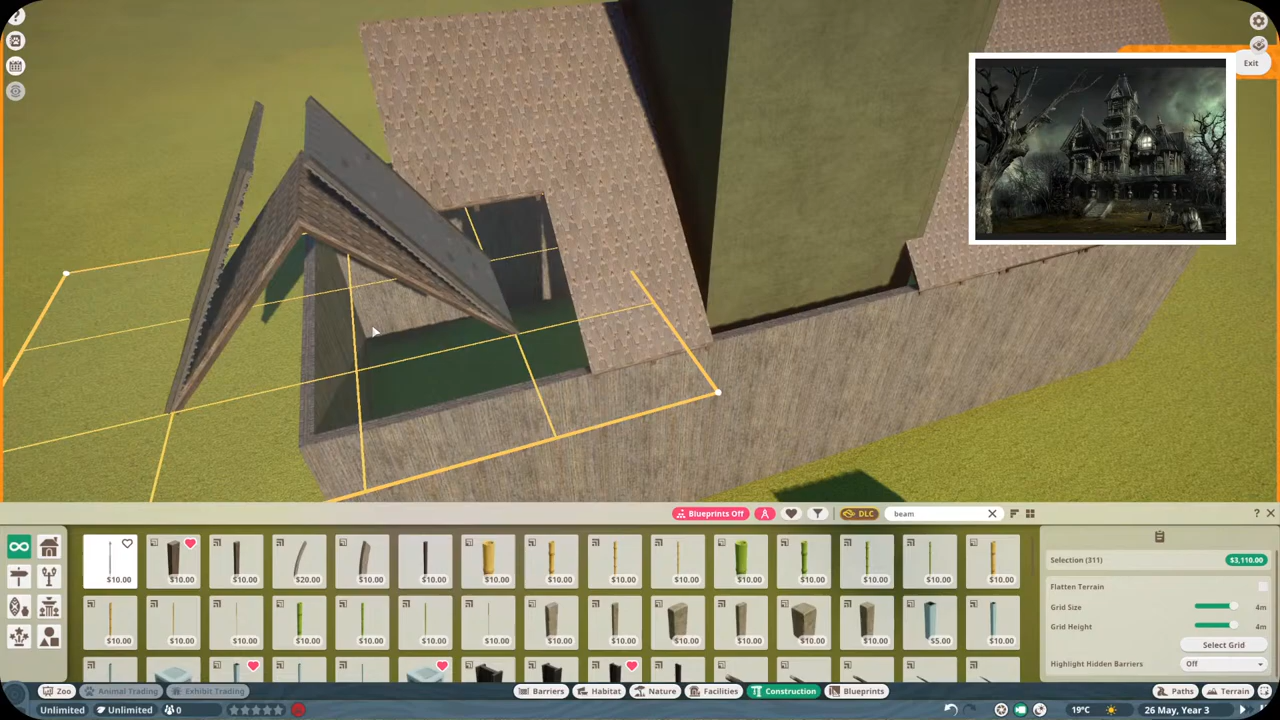 ?
Exit
Blueprints Off
DLC
beam
?
$10.00 $10.00 $10.00 $20.00 $10.00 $10.00 $10.00 $10.00 $10.00 $10.00 $10.00 $10.00 $10.00 $10.00 $10.00
$10.00 $10.00 $10.00 $10.00 $10.00 $10.00 $10.00 $10.00 $10.00 $10.00 $10.00 $10.00 $10.00 $5.00 $10.00
Selection (311) $3,110.00
Flatten Terrain
Grid Size 4m
Grid Height 4m
Select Grid
Highlight Hidden Barriers Off
Zoo Animal Trading Exhibit Trading Barriers Habitat Nature Facilities Construction Blueprints Paths Terrain
Unlimited Unlimited 0 19°C 26 May, Year 3